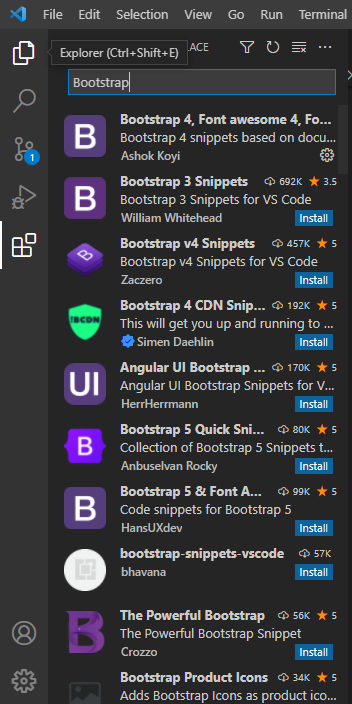 File Edit Selection View Go Run Terminal
Explorer (Ctrl+Shift+E)
Bootstrap
Bootstrap 4, Font awesome 4, Fo...
Bootstrap 4 snippets based on docu...
Ashok Koyi
B
Bootstrap 3 Snippets 692K 3.5
Bootstrap 3 Snippets for VS Code
William Whitehead Install
B
Bootstrap v4 Snippets 457K 5
Bootstrap v4 Snippets for VS Code
Zaczero Install
B
Bootstrap 4 CDN Snip... 192K 5
This will get you up and running to ...
Simen Daehlin Install
!BCDN
Angular UI Bootstrap ... 170K 5
Angular UI Bootstrap Snippets for V...
HerrHerrmann Install
UI
Bootstrap 5 Quick Sni... 80K 5
Collection of Bootstrap 5 Snippets t...
Anbuselvan Rocky Install
B
Bootstrap 5 & Font A... 99K 5
Code snippets for Bootstrap 5
HansUXdev Install
B
bootstrap-snippets-vscode 57K
bhavana Install
The Powerful Bootstrap 56K 5
The Powerful Bootstrap Snippet
Crozzo Install
B
Bootstrap Product Icons 34K 5
Adds Bootstrap Icons as product ico...
1